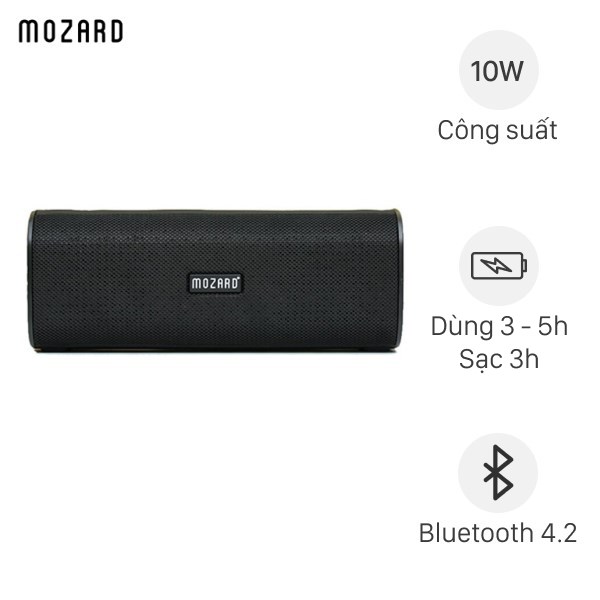 MOZARD
10W
Công suất
MOZARD
Dùng 3 - 5h
Sạc 3h
Bluetooth 4.2